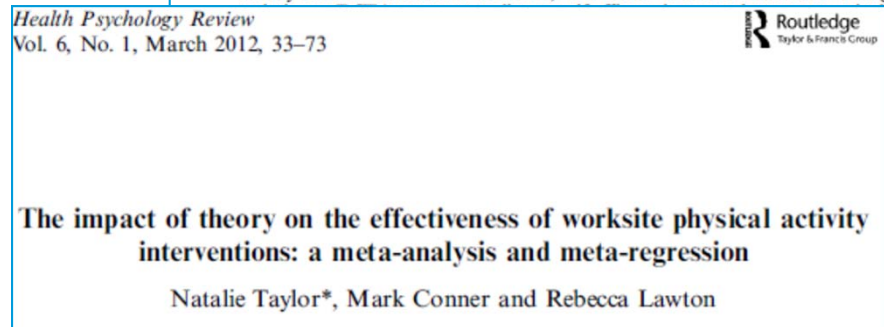 Health Psychology Review
Vol. 6, No. 1, March 2012, 33–73
Routledge
Taylor & Francis Group
The impact of theory on the effectiveness of worksite physical activity
interventions: a meta-analysis and meta-regression
Natalie Taylor*, Mark Conner and Rebecca Lawton